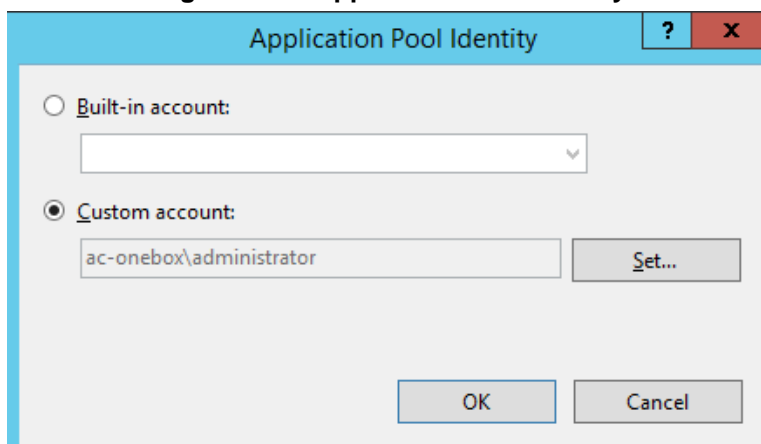 Application Pool Identity
?
x
Built-in account:
Custom account:
ac-onebox\administrator
Set...
OK
Cancel